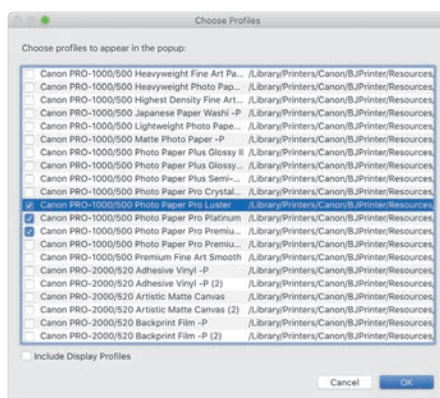 Choose Profiles
Choose profiles to appear in the popup:
Canon PRO-1000/500 Heavyweight Fine Art Pa... /Library/Printers/Canon/BJPrinter/Resources,
Canon PRO-1000/500 Heavyweight Photo Pap... /Library/Printers/Canon/BJPrinter/Resources,
Canon PRO-1000/500 Highest Density Fine Art... /Library/Printers/Canon/BJPrinter/Resources,
Canon PRO-1000/500 Japanese Paper Washi -P /Library/Printers/Canon/BJPrinter/Resources,
Canon PRO-1000/500 Lightweight Photo Pape... /Library/Printers/Canon/BJPrinter/Resources,
Canon PRO-1000/500 Matte Photo Paper -P /Library/Printers/Canon/BJPrinter/Resources,
Canon PRO-1000/500 Photo Paper Plus Glossy II /Library/Printers/Canon/BJPrinter/Resources,
Canon PRO-1000/500 Photo Paper Plus Glossy... /Library/Printers/Canon/BJPrinter/Resources,
Canon PRO-1000/500 Photo Paper Plus Semi-... /Library/Printers/Canon/BJPrinter/Resources,
Canon PRO-1000/500 Photo Paper Pro Crystal... /Library/Printers/Canon/BJPrinter/Resources,
Canon PRO-1000/500 Photo Paper Pro Luster /Library/Printers/Canon/BJPrinter/Resources,
Canon PRO-1000/500 Photo Paper Pro Platinum /Library/Printers/Canon/BJPrinter/Resources,
Canon PRO-1000/500 Photo Paper Pro Premiu... /Library/Printers/Canon/BJPrinter/Resources,
Canon PRO-1000/500 Photo Paper Pro Premiu... /Library/Printers/Canon/BJPrinter/Resources,
Canon PRO-1000/500 Premium Fine Art Smooth /Library/Printers/Canon/BJPrinter/Resources,
Canon PRO-2000/520 Adhesive Vinyl -P /Library/Printers/Canon/BJPrinter/Resources,
Canon PRO-2000/520 Adhesive Vinyl -P (2) /Library/Printers/Canon/BJPrinter/Resources,
Canon PRO-2000/520 Artistic Matte Canvas /Library/Printers/Canon/BJPrinter/Resources,
Canon PRO-2000/520 Artistic Matte Canvas (2) /Library/Printers/Canon/BJPrinter/Resources,
Canon PRO-2000/520 Backprint Film -P /Library/Printers/Canon/BJPrinter/Resources,
Canon PRO-2000/520 Backprint Film -P (2) /Library/Printers/Canon/BJPrinter/Resources,
Include Display Profiles
Cancel OK